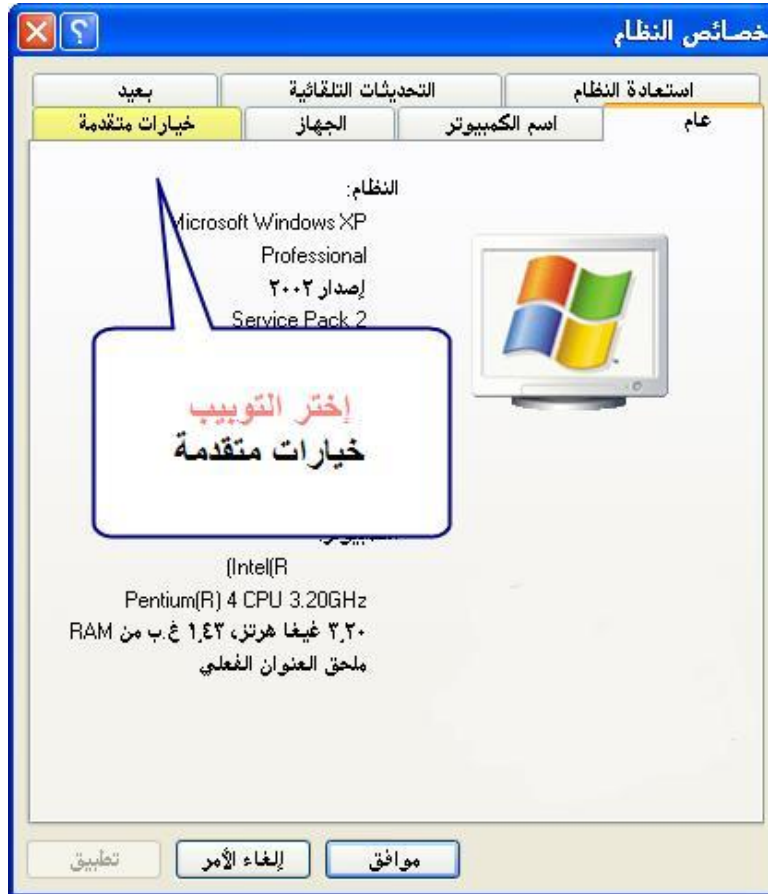 خصائص النظام
استعادة النظام
التحديثات التلقائية
بعيد
عام
اسم الكمبيوتر
الجهاز
خيارات متقدمة
النظام:
Microsoft Windows XP
Professional
إصدار ٢٠٠٢
Service Pack 2
إختر التوبيب
خيارات متقدمة
Intel(R)
Pentium(R) 4 CPU 3.20GHz
٣,٢٠ غيغا هرتز، ١,٤٣ غ.ب من RAM
ملحق العنوان الفعلي
موافق
إلغاء الأمر
تطبيق